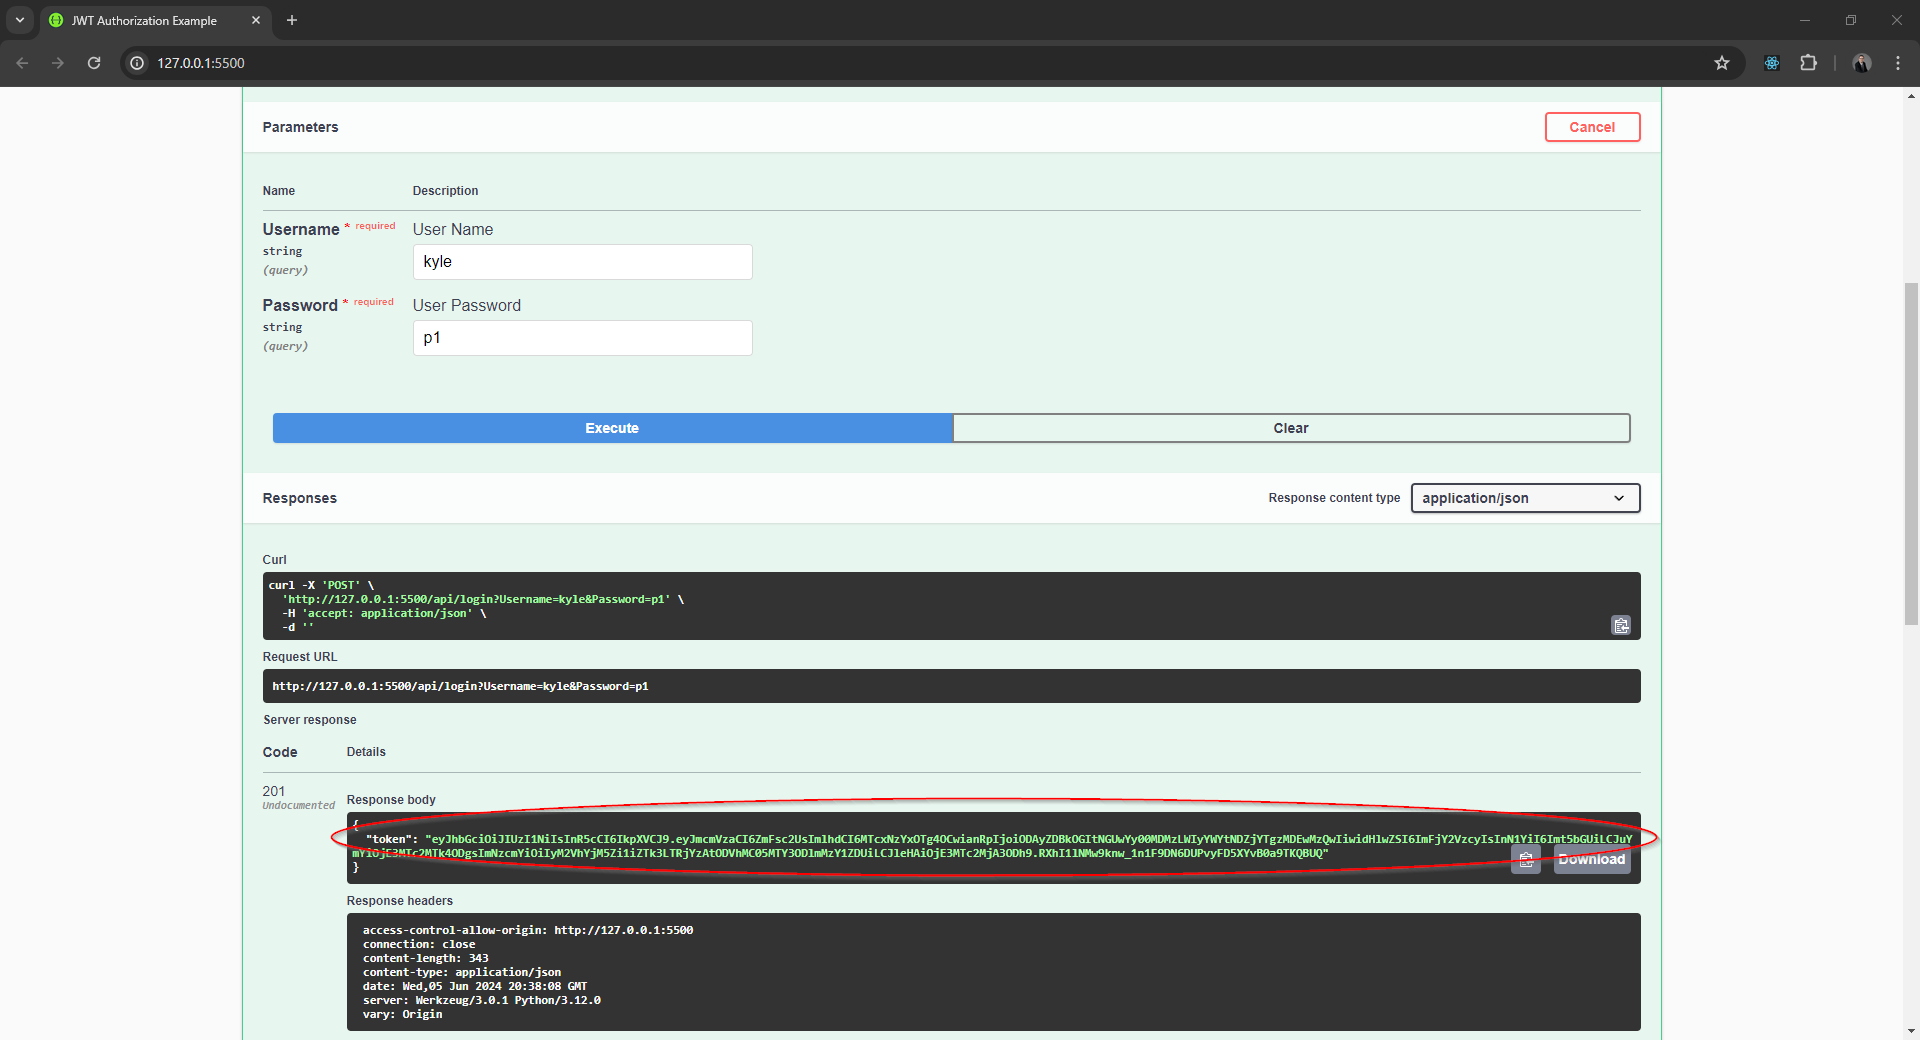 JWT Authorization Example
127.0.0.1:5500
Parameters
Cancel
Name Description
Username * required User Name
string
(query)
kyle
Password * required User Password
string
(query)
p1
Execute Clear
Responses Response content type application/json
Curl
curl -X 'POST' \
'http://127.0.0.1:5500/api/login?Username=kyle&Password=p1' \
-H 'accept: application/json' \
-d ''
Request URL
http://127.0.0.1:5500/api/login?Username=kyle&Password=p1
Server response
Code Details
201
Undocumented
Response body
{
"token":
}
Download
Response headers
access-control-allow-origin: http://127.0.0.1:5500
connection: close
content-length: 343
content-type: application/json
date: Wed,05 Jun 2024 20:38:08 GMT
server: Werkzeug/3.0.1 Python/3.12.0
vary: Origin